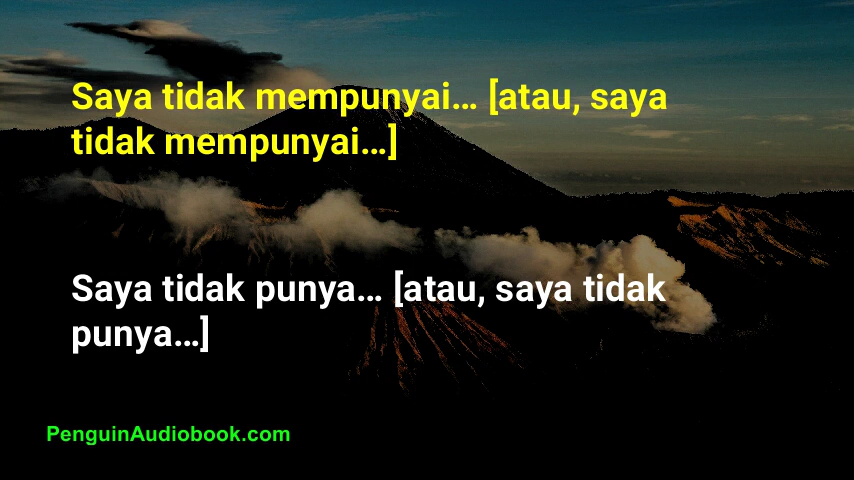 Saya tidak mempunyai... [atau, saya
tidak mempunyai...]
Saya tidak punya... [atau, saya tidak
punya...]
PenguinAudiobook.com